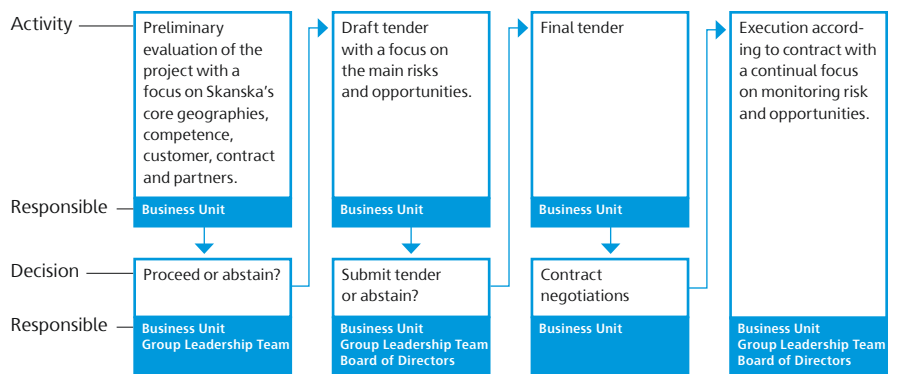 Activity
Preliminary
evaluation of the
project with a
focus on Skanska's
core geographies,
competence,
customer, contract
and partners.
Draft tender
with a focus on
the main risks
and opportunities.
Final tender
Execution accord-
ing to contract with
a continual focus
on monitoring risk
and opportunities.
Responsible
Business Unit
Business Unit
Business Unit
Decision
Proceed or abstain?
Submit tender
or abstain?
Contract
negotiations
Responsible
Business Unit
Group Leadership Team
Business Unit
Group Leadership Team
Board of Directors
Business Unit
Business Unit
Group Leadership Team
Board of Directors